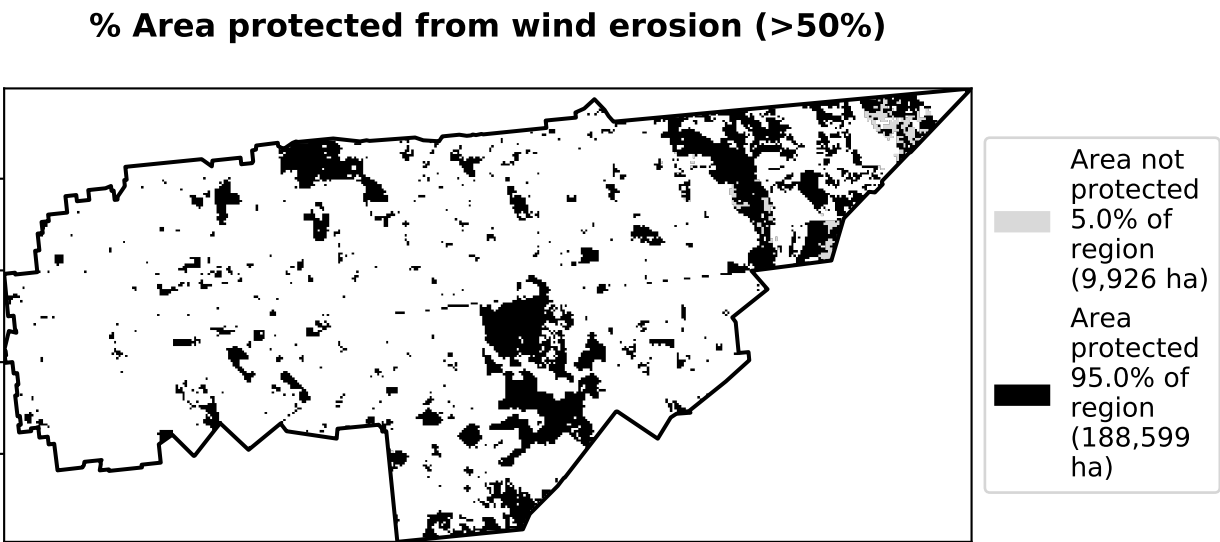 % Area protected from wind erosion (>50%)
Area not
protected
5.0% of
region
(9,926 ha)
Area
protected
95.0% of
region
(188,599
ha)